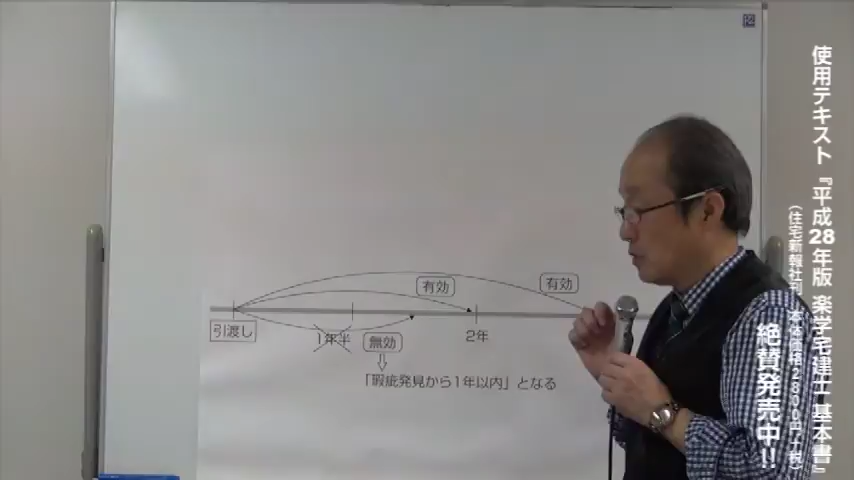 使用テキスト『平成28年版 楽学宅建士 基本書』
（住宅新報社刊 本体価格2800円＋税）
絶賛発売中!!
有効
有効
引渡し
1年半
無効
2年
「瑕疵発見から1年以内」となる